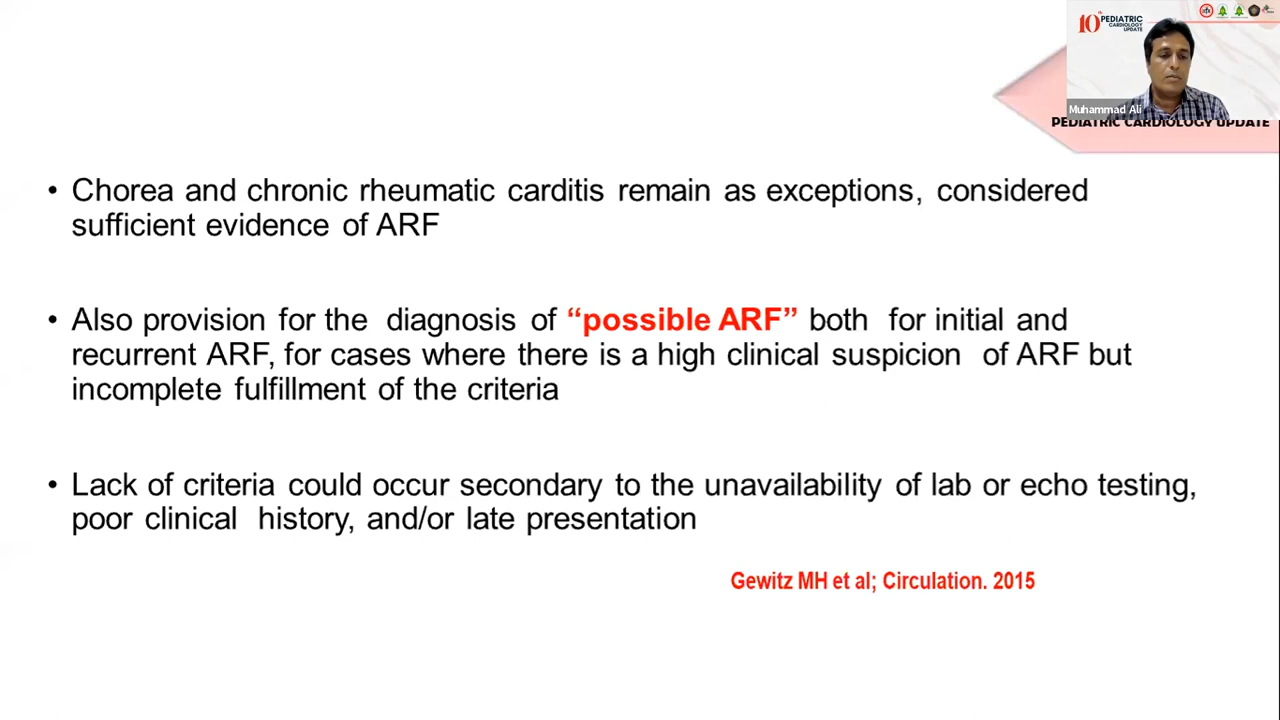 10th PEDIATRIC
CARDIOLOGY
UPDATE
Muhammad Ali
PEDIATRIC CARDIOLOGY UPDATE
• Chorea and chronic rheumatic carditis remain as exceptions, considered
sufficient evidence of ARF
• Also provision for the diagnosis of “possible ARF” both for initial and
recurrent ARF, for cases where there is a high clinical suspicion of ARF but
incomplete fulfillment of the criteria
• Lack of criteria could occur secondary to the unavailability of lab or echo testing,
poor clinical history, and/or late presentation
Gewitz MH et al; Circulation. 2015